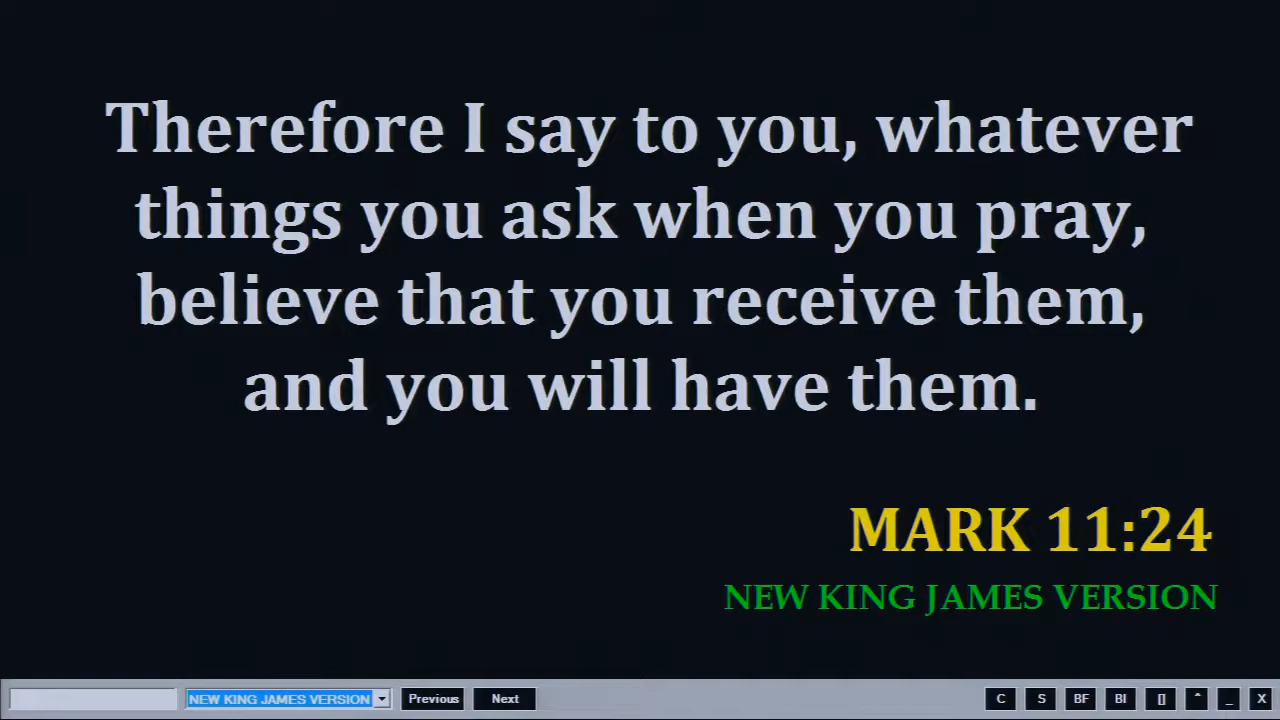 Therefore I say to you, whatever
things you ask when you pray,
believe that you receive them,
and you will have them.
MARK 11:24
NEW KING JAMES VERSION
NEW KING JAMES VERSION Previous Next C S BF BI [] ^ _ X